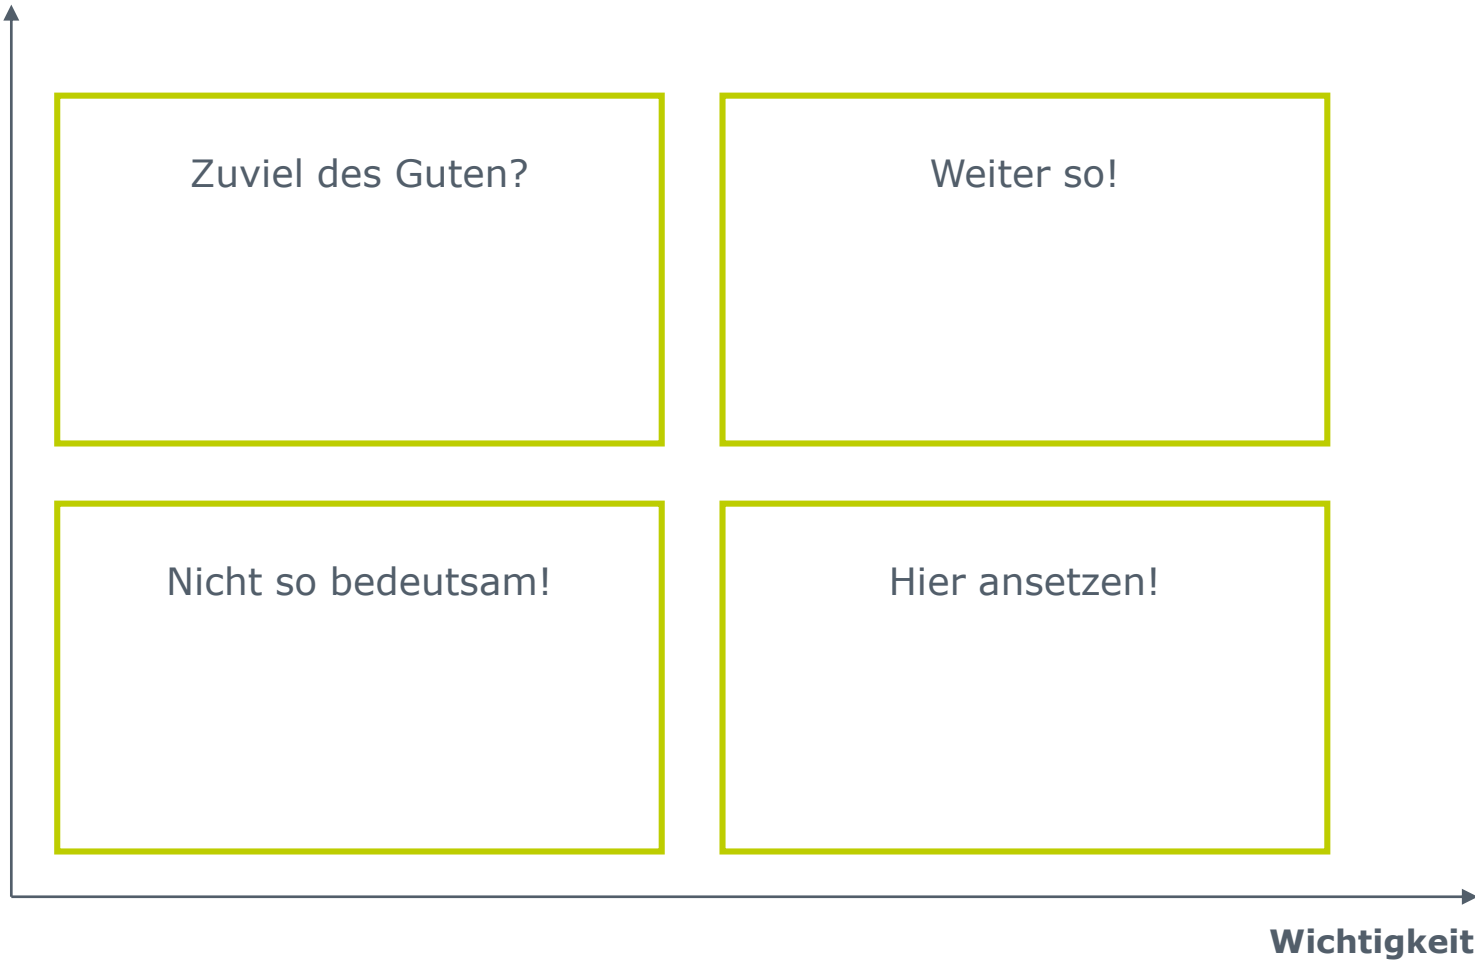 Zuviel des Guten?
Weiter so!
Nicht so bedeutsam!
Hier ansetzen!
Wichtigkeit